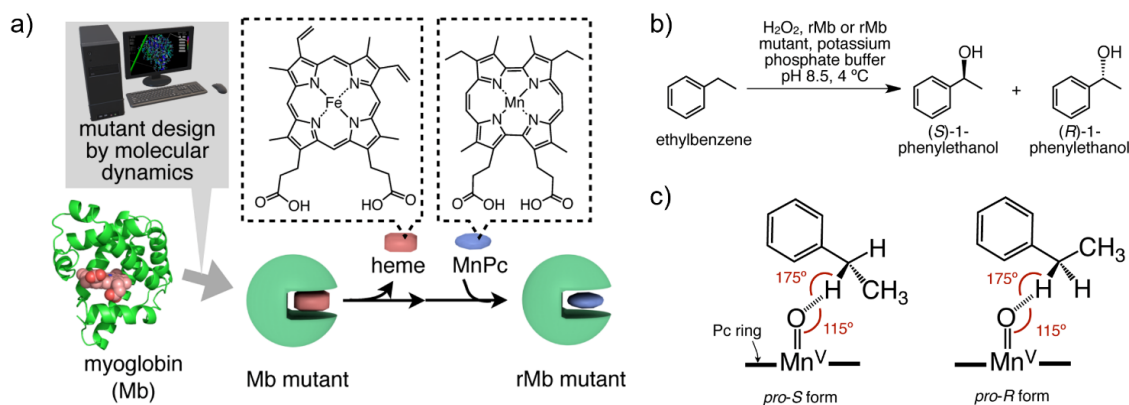 a)
mutant design
by molecular
dynamics
myoglobin
(Mb)
N
N
Fe
N
N
O
OH
HO
O
N
N
Mn
N
N
O
OH
HO
O
heme
MnPc
Mb mutant
rMb mutant
b)
ethylbenzene
H2O2, rMb or rMb
mutant, potassium
phosphate buffer
pH 8.5, 4 ºC
OH
(S)-1-
phenylethanol
+
OH
(R)-1-
phenylethanol
c)
H
CH3
175º
H
O
115º
Pc ring
MnV
pro-S form
CH3
H
175º
H
O
115º
MnV
pro-R form